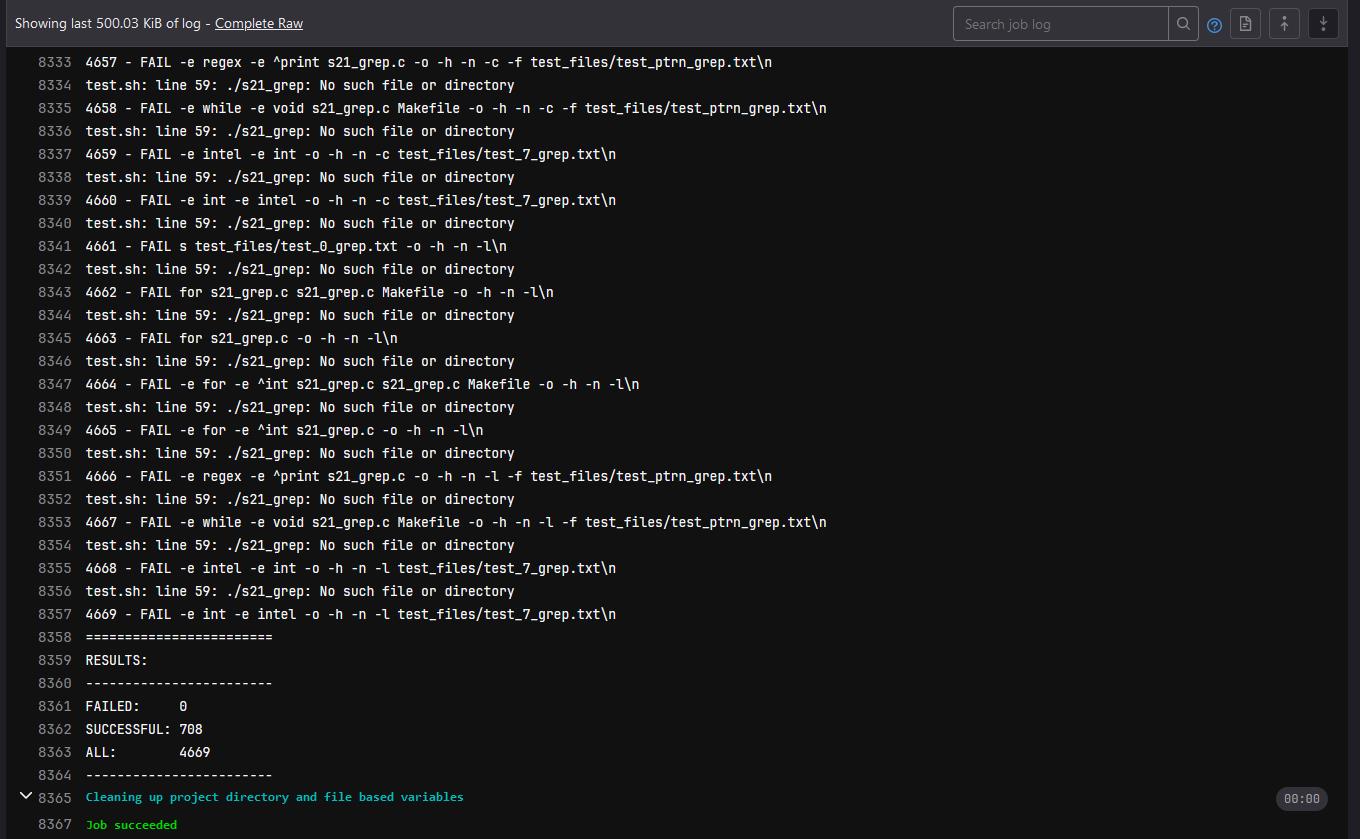 Showing last 500.03 KiB of log - Complete Raw
Search job log
8333 4657 - FAIL -e regex -e ^print s21_grep.c -o -h -n -c -f test_files/test_ptrn_grep.txt\n
8334 test.sh: line 59: ./s21_grep: No such file or directory
8335 4658 - FAIL -e while -e void s21_grep.c Makefile -o -h -n -c -f test_files/test_ptrn_grep.txt\n
8336 test.sh: line 59: ./s21_grep: No such file or directory
8337 4659 - FAIL -e intel -e int -o -h -n -c test_files/test_7_grep.txt\n
8338 test.sh: line 59: ./s21_grep: No such file or directory
8339 4660 - FAIL -e int -e intel -o -h -n -c test_files/test_7_grep.txt\n
8340 test.sh: line 59: ./s21_grep: No such file or directory
8341 4661 - FAIL s test_files/test_0_grep.txt -o -h -n -l\n
8342 test.sh: line 59: ./s21_grep: No such file or directory
8343 4662 - FAIL for s21_grep.c s21_grep.c Makefile -o -h -n -l\n
8344 test.sh: line 59: ./s21_grep: No such file or directory
8345 4663 - FAIL for s21_grep.c -o -h -n -l\n
8346 test.sh: line 59: ./s21_grep: No such file or directory
8347 4664 - FAIL -e for -e ^int s21_grep.c s21_grep.c Makefile -o -h -n -l\n
8348 test.sh: line 59: ./s21_grep: No such file or directory
8349 4665 - FAIL -e for -e ^int s21_grep.c -o -h -n -l\n
8350 test.sh: line 59: ./s21_grep: No such file or directory
8351 4666 - FAIL -e regex -e ^print s21_grep.c -o -h -n -l -f test_files/test_ptrn_grep.txt\n
8352 test.sh: line 59: ./s21_grep: No such file or directory
8353 4667 - FAIL -e while -e void s21_grep.c Makefile -o -h -n -l -f test_files/test_ptrn_grep.txt\n
8354 test.sh: line 59: ./s21_grep: No such file or directory
8355 4668 - FAIL -e intel -e int -o -h -n -l test_files/test_7_grep.txt\n
8356 test.sh: line 59: ./s21_grep: No such file or directory
8357 4669 - FAIL -e int -e intel -o -h -n -l test_files/test_7_grep.txt\n
8358 ========================
8359 RESULTS:
8360 ------------------------
8361 FAILED: 0
8362 SUCCESSFUL: 708
8363 ALL: 4669
8364 ------------------------
8365 Cleaning up project directory and file based variables 00:00
8367 Job succeeded